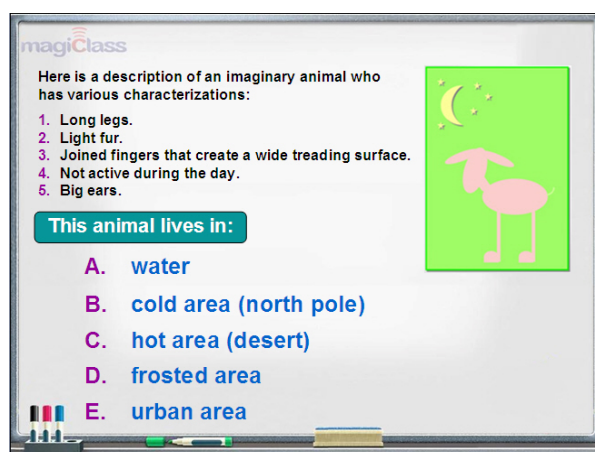 magiClass
Here is a description of an imaginary animal who
has various characterizations:
1. Long legs.
2. Light fur.
3. Joined fingers that create a wide treading surface.
4. Not active during the day.
5. Big ears.
This animal lives in:
A. water
B. cold area (north pole)
C. hot area (desert)
D. frosted area
E. urban area